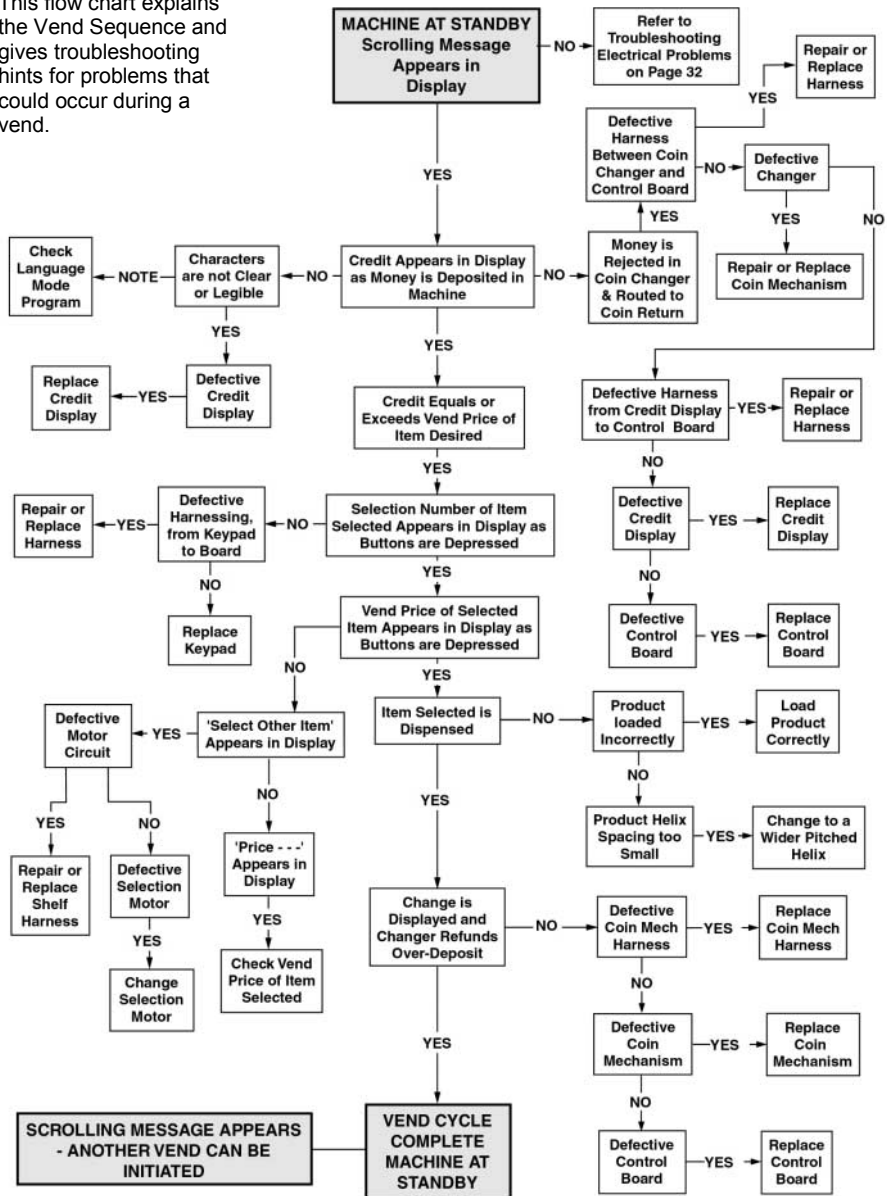 This flow chart explains
the Vend Sequence and
gives troubleshooting
hints for problems that
could occur during a
vend.
MACHINE AT STANDBY
Scrolling Message
Appears in
Display
NO
Refer to
Troubleshooting
Electrical Problems
on Page 32
Repair or
Replace
Harness
YES
Defective
Harness
Between Coin
Changer and
Control Board
NO
Defective
Changer
NO
YES
YES
YES
Repair or Replace
Coin Mechanism
Check
Language
Mode
Program
NOTE
Characters
are not Clear
or Legible
NO
Credit Appears in Display
as Money is Deposited in
Machine
NO
Money is
Rejected in
Coin Changer
& Routed to
Coin Return
YES
YES
Replace
Credit
Display
YES
Defective
Credit
Display
Credit Equals or
Exceeds Vend Price of
Item Desired
Defective Harness
from Credit Display
to Control Board
YES
Repair or
Replace
Harness
YES
NO
Repair or
Replace
Harness
YES
Defective
Harnessing,
from Keypad
to Board
NO
Selection Number of Item
Selected Appears in Display as
Buttons are Depressed
Defective
Credit
Display
YES
Replace
Credit
Display
NO
YES
NO
Replace
Keypad
Vend Price of Selected
Item Appears in Display as
Buttons are Depressed
Defective
Control
Board
YES
Replace
Control
Board
NO
YES
Defective
Motor
Circuit
YES
'Select Other Item'
Appears in Display
Item Selected is
Dispensed
NO
Product
loaded
Incorrectly
YES
Load
Product
Correctly
NO
YES
NO
NO
YES
Repair or
Replace
Shelf
Harness
Defective
Selection
Motor
'Price - - -'
Appears in
Display
Product Helix
Spacing too
Small
YES
Change to a
Wider Pitched
Helix
YES
YES
Change
Selection
Motor
Check Vend
Price of Item
Selected
Change is
Displayed and
Changer Refunds
Over-Deposit
NO
Defective
Coin Mech
Harness
YES
Replace
Coin Mech
Harness
NO
YES
Defective
Coin
Mechanism
YES
Replace
Coin
Mechanism
NO
SCROLLING MESSAGE APPEARS
- ANOTHER VEND CAN BE
INITIATED
VEND CYCLE
COMPLETE
MACHINE AT
STANDBY
Defective
Control
Board
YES
Replace
Control
Board